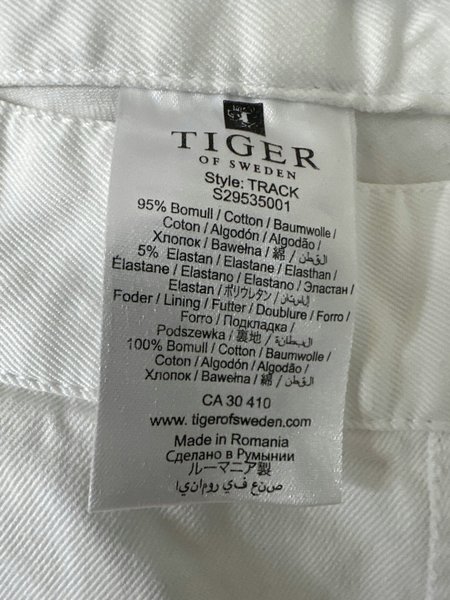 TIGER
OF SWEDEN
Style: TRACK
S29535001
95% Bomull / Cotton / Baumwolle /
Coton / Algodón / Algodão /
Хлопок / Bawełna / 綿 / القطن /
5% Elastan / Elastane / Elasthan /
Élastane / Elastano / Elastano / Эластан /
Elastan / ポリウレタン /
Foder / Lining / Futter / Doublure / Forro /
Forro / Подкладка /
Podszewka / 裏地 / البطانة /
100% Bomull / Cotton / Baumwolle /
Coton / Algodón / Algodão /
Хлопок / Bawełna / 綿 / القطن /
CA 30 410
www.tigerofsweden.com
Made in Romania
Сделано в Румынии
ルーマニア製
صنع في رومانيا